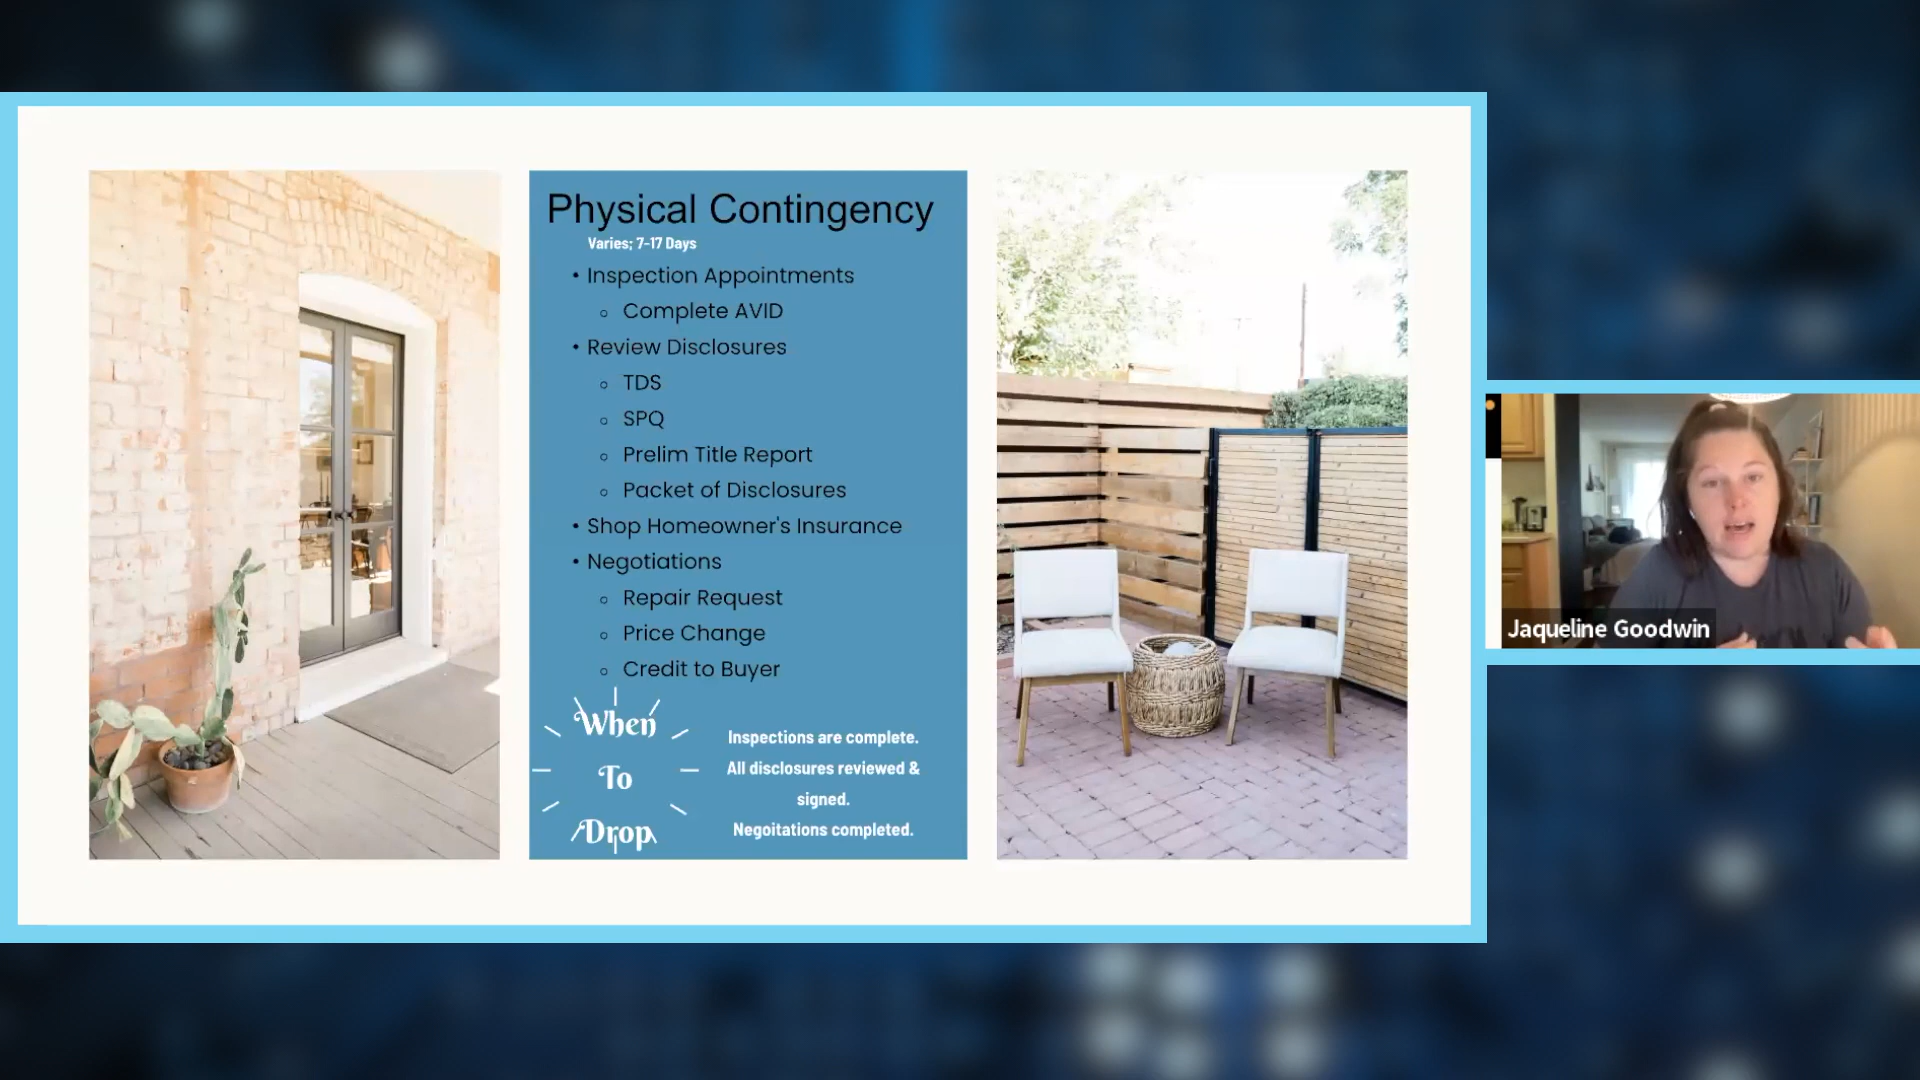 Physical Contingency
Varies; 7-17 Days
• Inspection Appointments
○ Complete AVID
• Review Disclosures
○ TDS
○ SPQ
○ Prelim Title Report
○ Packet of Disclosures
• Shop Homeowner's Insurance
• Negotiations
○ Repair Request
○ Price Change
○ Credit to Buyer
When
To
Drop
Inspections are complete.
All disclosures reviewed &
signed.
Negoitations completed.
Jaqueline Goodwin